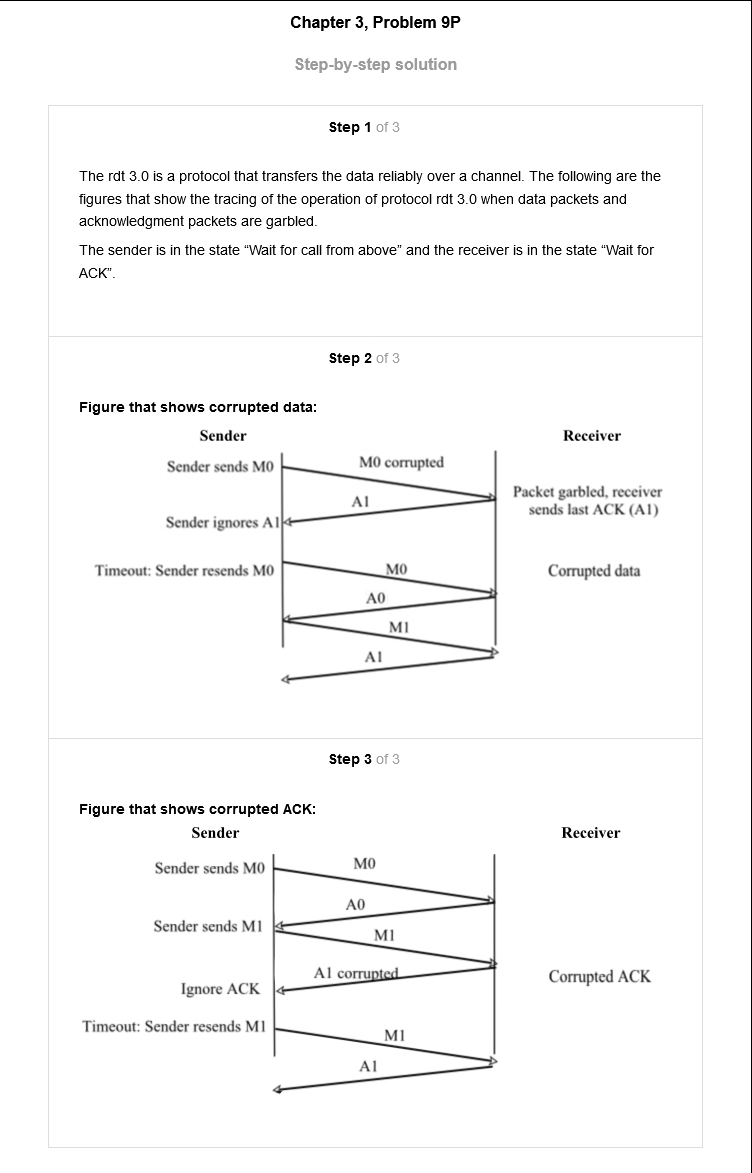 Chapter 3, Problem 9P
Step-by-step solution
Step 1 of 3
The rdt 3.0 is a protocol that transfers the data reliably over a channel. The following are the
figures that show the tracing of the operation of protocol rdt 3.0 when data packets and
acknowledgment packets are garbled.
The sender is in the state “Wait for call from above” and the receiver is in the state “Wait for
ACK”.
Step 2 of 3
Figure that shows corrupted data:
Sender
Receiver
Sender sends M0
M0 corrupted
A1
Packet garbled, receiver
sends last ACK (A1)
Sender ignores A1
Timeout: Sender resends M0
M0
Corrupted data
A0
M1
A1
Step 3 of 3
Figure that shows corrupted ACK:
Sender
Receiver
Sender sends M0
M0
A0
Sender sends M1
M1
A1 corrupted
Corrupted ACK
Ignore ACK
Timeout: Sender resends M1
M1
A1